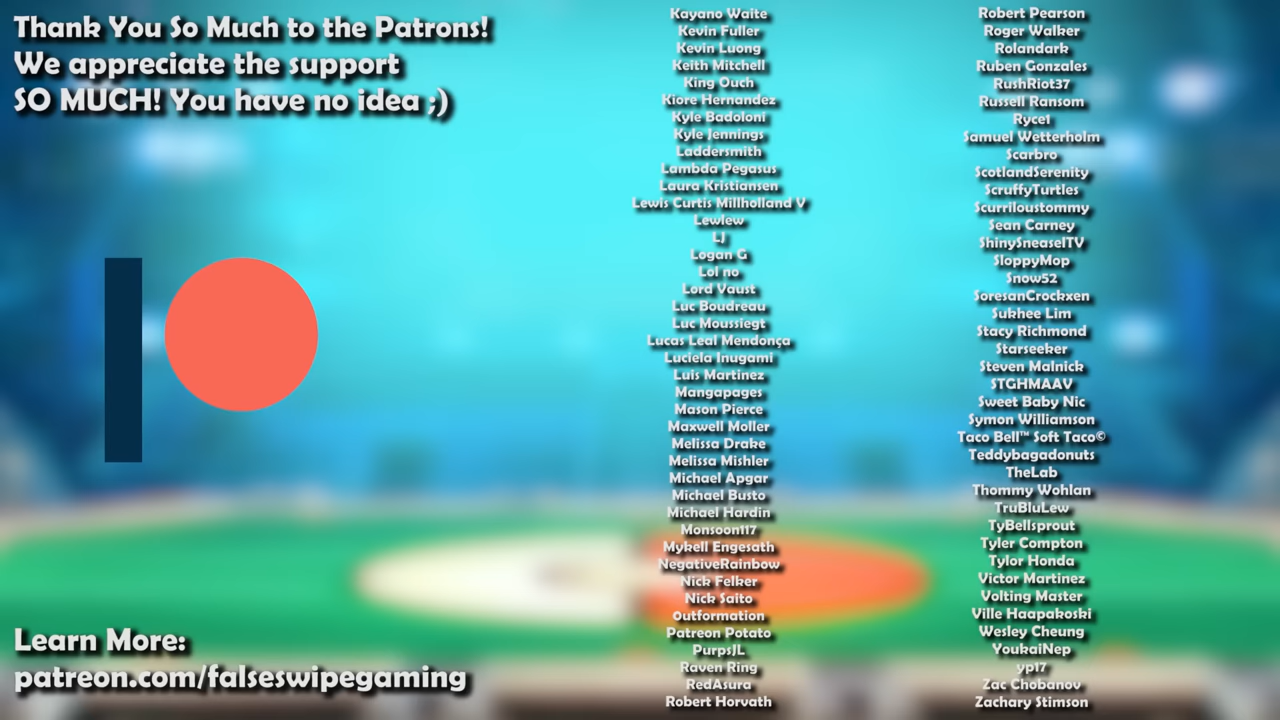 Thank You So Much to the Patrons!
We appreciate the support
SO MUCH! You have no idea ;)
Learn More:
patreon.com/falseswipegaming
Kayano Waite
Kevin Fuller
Kevin Luong
Keith Mitchell
King Ouch
Kiore Hernandez
Kyle Badoloni
Kyle Jennings
Laddersmith
Lambda Pegasus
Laura Kristiansen
Lewis Curtis Millholland V
Lewlew
LJ
Logan G
Lol no
Lord Vaust
Luc Boudreau
Luc Moussiegt
Lucas Leal Mendonça
Luciela Inugami
Luis Martinez
Mangapages
Mason Pierce
Maxwell Moller
Melissa Drake
Melissa Mishler
Michael Apgar
Michael Busto
Michael Hardin
Monsoon117
Mykell Engesath
NegativeRainbow
Nick Felker
Nick Saito
Outformation
Patreon Potato
PurpsJL
Raven Ring
RedAsura
Robert Horvath
Robert Pearson
Roger Walker
Rolandark
Ruben Gonzales
RushRiot37
Russell Ransom
Ryce1
Samuel Wetterholm
Scarbro
ScotlandSerenity
ScruffyTurtles
Scurriloustommy
Sean Carney
ShinySneaselTV
SloppyMop
Snow52
SoresanCrockxen
Sukhee Lim
Stacy Richmond
Starseeker
Steven Malnick
STGHMAAV
Sweet Baby Nic
Symon Williamson
Taco Bell™ Soft Taco©
Teddybagadonuts
TheLab
Thommy Wohlan
TruBluLew
TyBellsprout
Tyler Compton
Tylor Honda
Victor Martinez
Volting Master
Ville Haapakoski
Wesley Cheung
YoukaiNep
yp17
Zac Chobanov
Zachary Stimson